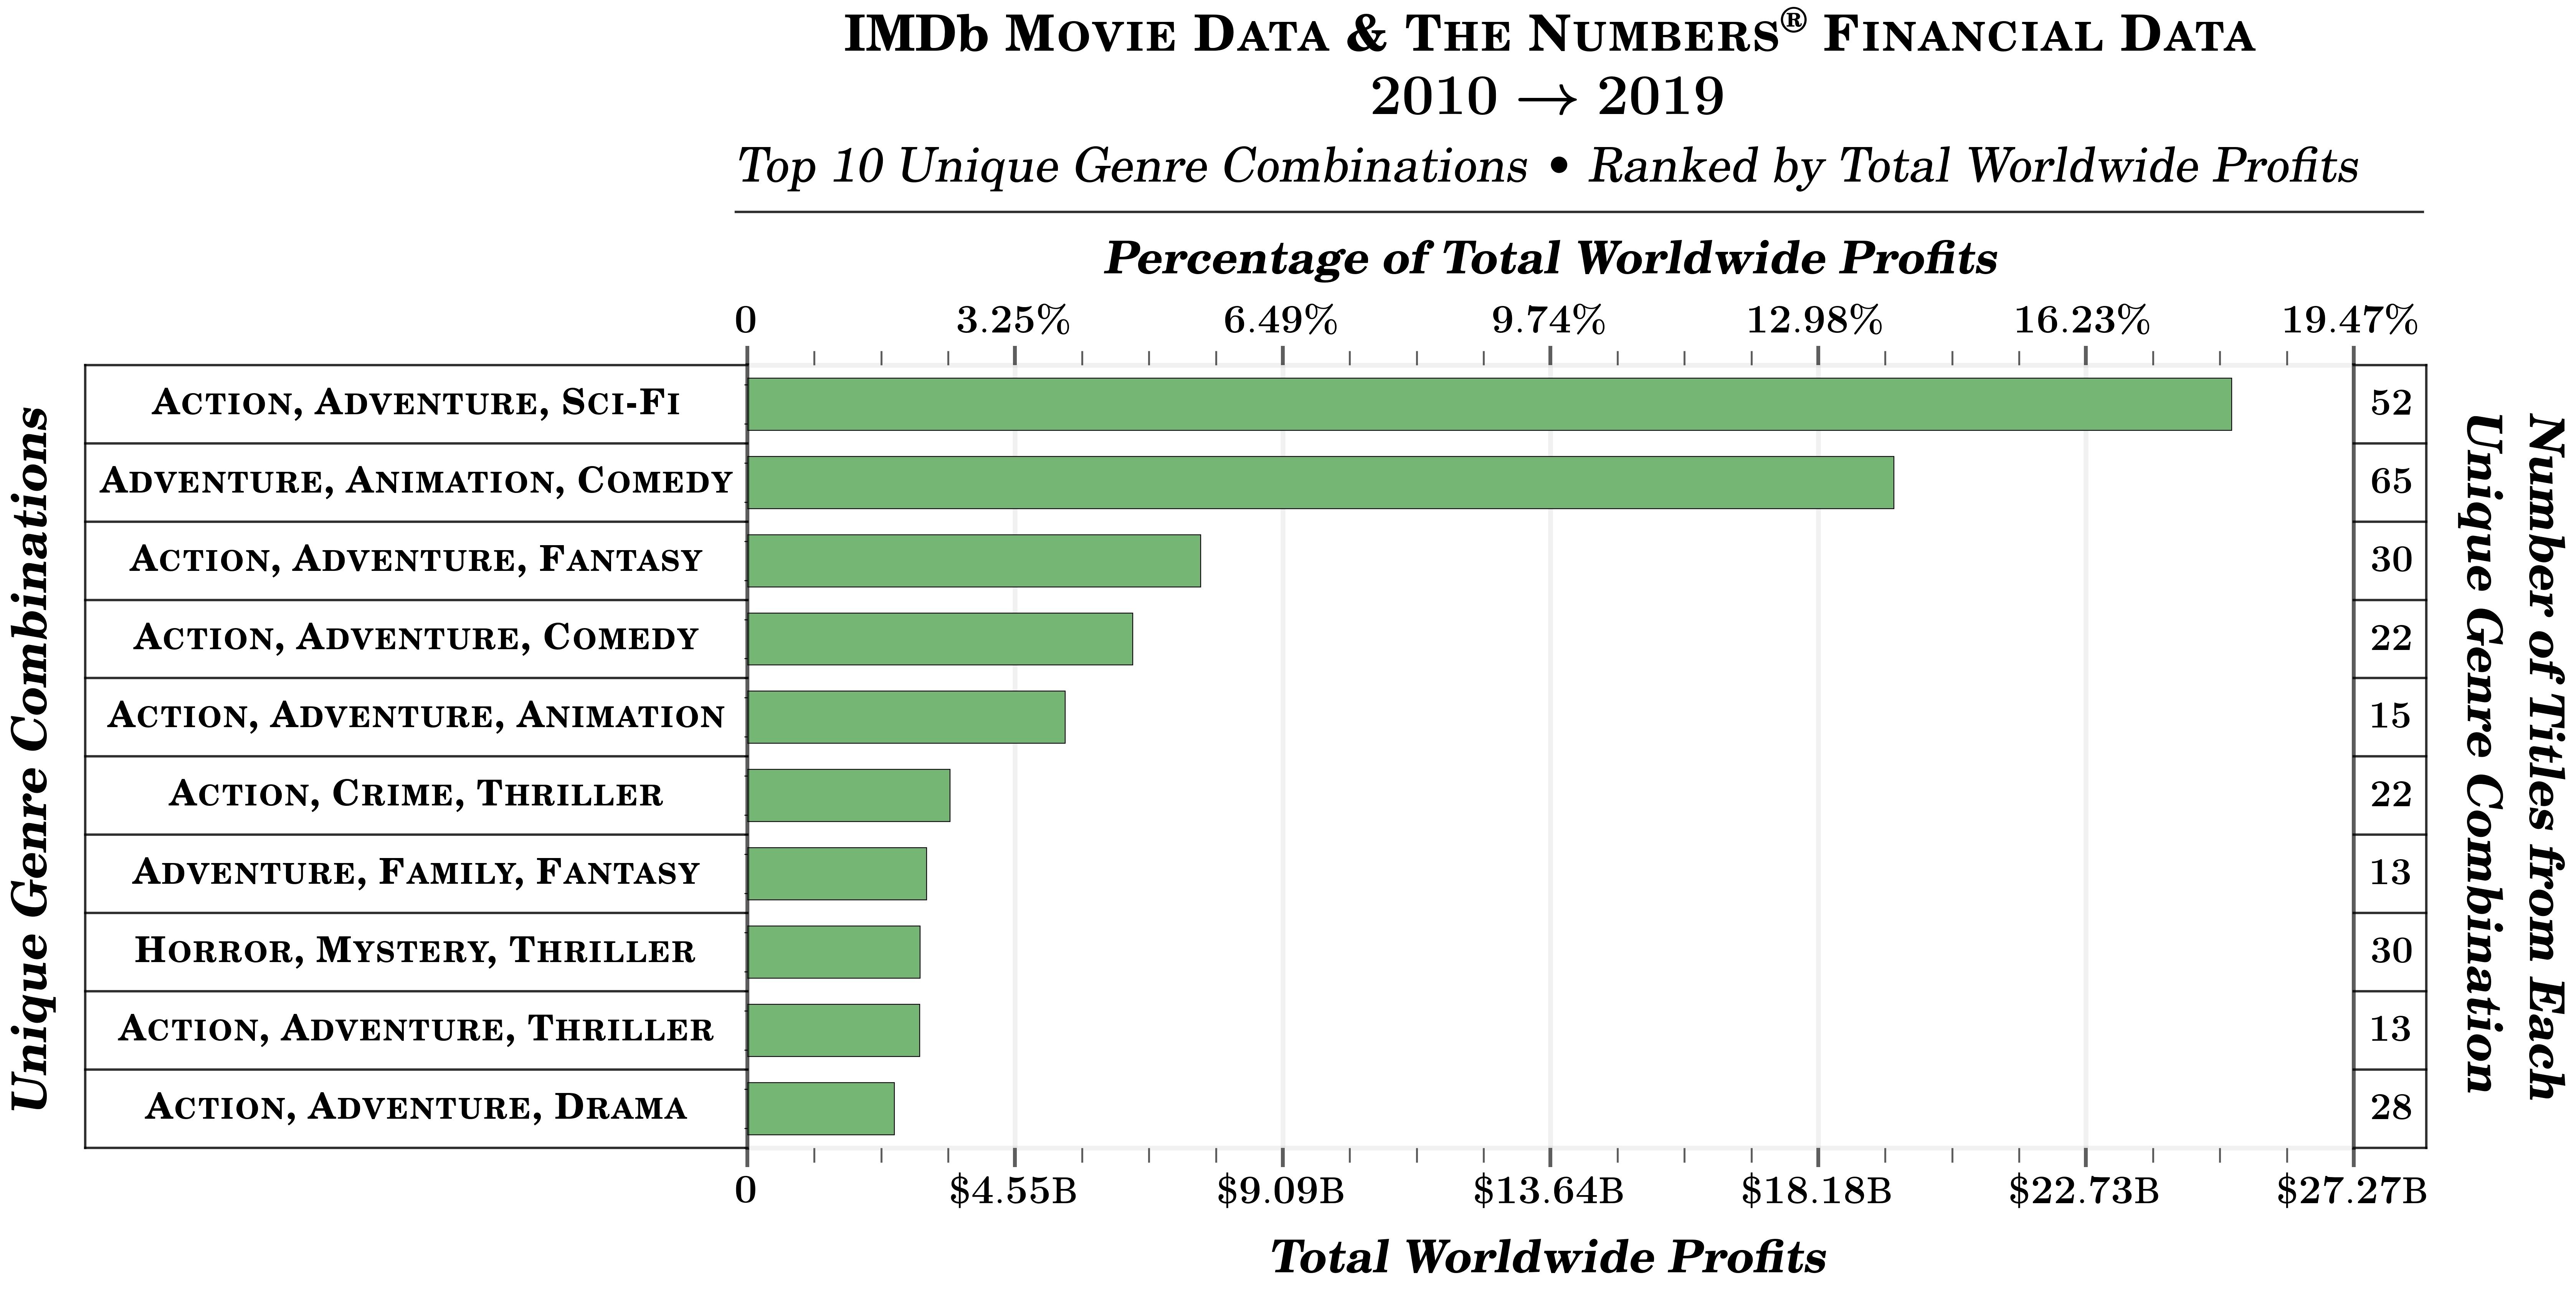 IMDb Movie Data & The Numbers® Financial Data
2010 → 2019
Top 10 Unique Genre Combinations • Ranked by Total Worldwide Profits
Percentage of Total Worldwide Profits
0 3.25% 6.49% 9.74% 12.98% 16.23% 19.47%
Unique Genre Combinations
Action, Adventure, Sci-Fi 52
Adventure, Animation, Comedy 65
Action, Adventure, Fantasy 30
Action, Adventure, Comedy 22
Action, Adventure, Animation 15
Action, Crime, Thriller 22
Adventure, Family, Fantasy 13
Horror, Mystery, Thriller 30
Action, Adventure, Thriller 13
Action, Adventure, Drama 28
Number of Titles from Each
Unique Genre Combination
0 $4.55B $9.09B $13.64B $18.18B $22.73B $27.27B
Total Worldwide Profits